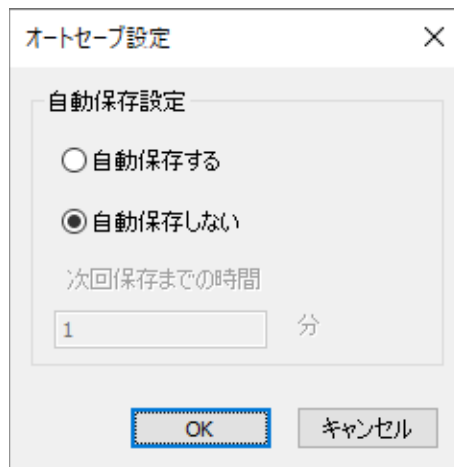 オートセーブ設定
自動保存設定
自動保存する
自動保存しない
次回保存までの時間
1 分
OK キャンセル